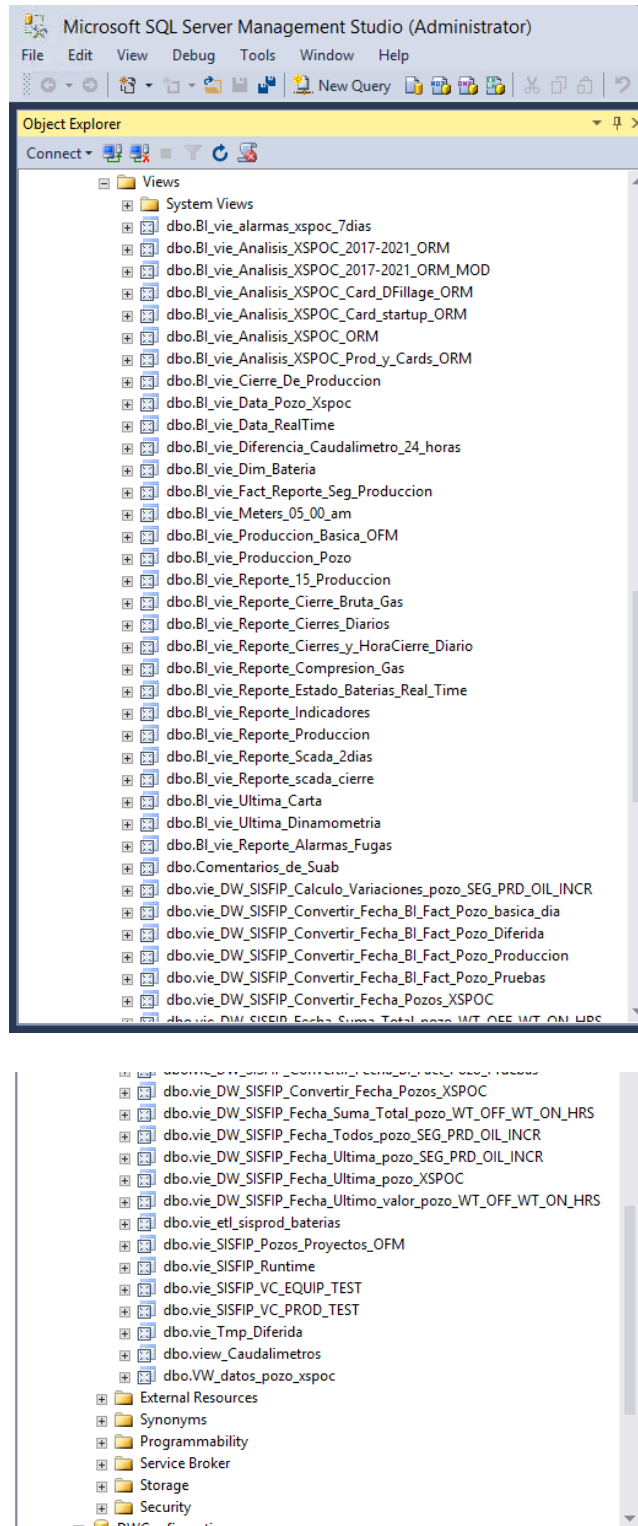 Microsoft SQL Server Management Studio (Administrator)
File Edit View Debug Tools Window Help
New Query
Object Explorer
Connect
Views
System Views
dbo.BI_vie_alarmas_xspoc_7dias
dbo.BI_vie_Analisis_XSPOC_2017-2021_ORM
dbo.BI_vie_Analisis_XSPOC_2017-2021_ORM_MOD
dbo.BI_vie_Analisis_XSPOC_Card_DFillage_ORM
dbo.BI_vie_Analisis_XSPOC_Card_startup_ORM
dbo.BI_vie_Analisis_XSPOC_ORM
dbo.BI_vie_Analisis_XSPOC_Prod_y_Cards_ORM
dbo.BI_vie_Cierre_De_Produccion
dbo.BI_vie_Data_Pozo_Xspoc
dbo.BI_vie_Data_RealTime
dbo.BI_vie_Diferencia_Caudalimetro_24_horas
dbo.BI_vie_Dim_Bateria
dbo.BI_vie_Fact_Reporte_Seg_Produccion
dbo.BI_vie_Meters_05_00_am
dbo.BI_vie_Produccion_Basica_OFM
dbo.BI_vie_Produccion_Pozo
dbo.BI_vie_Reporte_15_Produccion
dbo.BI_vie_Reporte_Cierre_Bruta_Gas
dbo.BI_vie_Reporte_Cierres_Diarios
dbo.BI_vie_Reporte_Cierres_y_HoraCierre_Diario
dbo.BI_vie_Reporte_Compresion_Gas
dbo.BI_vie_Reporte_Estado_Baterias_Real_Time
dbo.BI_vie_Reporte_Indicadores
dbo.BI_vie_Reporte_Produccion
dbo.BI_vie_Reporte_Scada_2dias
dbo.BI_vie_Reporte_scada_cierre
dbo.BI_vie_Ultima_Carta
dbo.BI_vie_Ultima_Dinamometria
dbo.BI_vie_Reporte_Alarmas_Fugas
dbo.Comentarios_de_Suab
dbo.vie_DW_SISFIP_Calculo_Variaciones_pozo_SEG_PRD_OIL_INCR
dbo.vie_DW_SISFIP_Convertir_Fecha_BI_Fact_Pozo_basica_dia
dbo.vie_DW_SISFIP_Convertir_Fecha_BI_Fact_Pozo_Diferida
dbo.vie_DW_SISFIP_Convertir_Fecha_BI_Fact_Pozo_Produccion
dbo.vie_DW_SISFIP_Convertir_Fecha_BI_Fact_Pozo_Pruebas
dbo.vie_DW_SISFIP_Convertir_Fecha_Pozos_XSPOC
dbo.vie_DW_SISFIP_Fecha_Suma_Total_pozo_WT_OFF_WT_ON_HRS
dbo.vie_DW_SISFIP_Convertir_Fecha_BI_Fact_Pozo_Pruebas
dbo.vie_DW_SISFIP_Convertir_Fecha_Pozos_XSPOC
dbo.vie_DW_SISFIP_Fecha_Suma_Total_pozo_WT_OFF_WT_ON_HRS
dbo.vie_DW_SISFIP_Fecha_Todos_pozo_SEG_PRD_OIL_INCR
dbo.vie_DW_SISFIP_Fecha_Ultima_pozo_SEG_PRD_OIL_INCR
dbo.vie_DW_SISFIP_Fecha_Ultima_pozo_XSPOC
dbo.vie_DW_SISFIP_Fecha_Ultimo_valor_pozo_WT_OFF_WT_ON_HRS
dbo.vie_etl_sisprod_baterias
dbo.vie_SISFIP_Pozos_Proyectos_OFM
dbo.vie_SISFIP_Runtime
dbo.vie_SISFIP_VC_EQUIP_TEST
dbo.vie_SISFIP_VC_PROD_TEST
dbo.vie_Tmp_Diferida
dbo.view_Caudalimetros
dbo.VW_datos_pozo_xspoc
External Resources
Synonyms
Programmability
Service Broker
Storage
Security